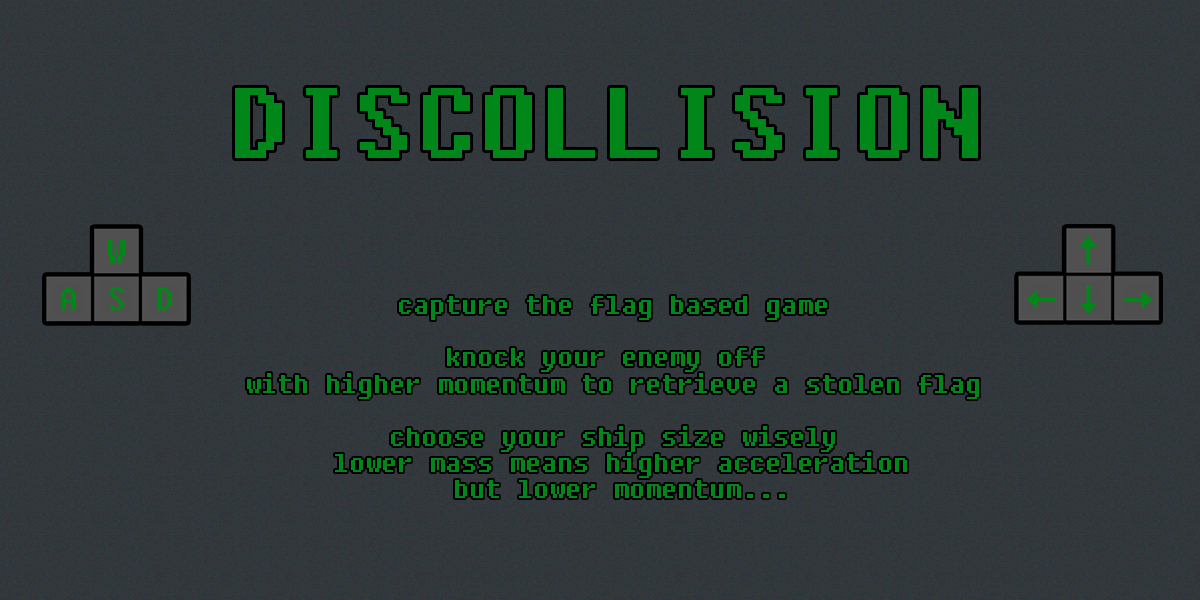 DISCOLLISION
W
A S D
↑
← ↓ →
capture the flag based game
knock your enemy off
with higher momentum to retrieve a stolen flag
choose your ship size wisely
lower mass means higher acceleration
but lower momentum...